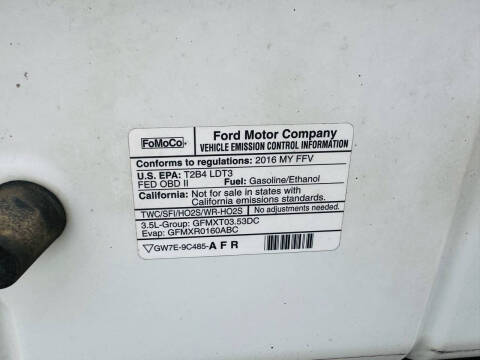 FoMoCo
Ford Motor Company
VEHICLE EMISSION CONTROL INFORMATION
Conforms to regulations: 2016 MY FFV
U.S. EPA: T2B4 LDT3
FED OBD II Fuel: Gasoline/Ethanol
California: Not for sale in states with
California emissions standards.
TWC/SFI/HO2S/WR-HO2S No adjustments needed.
3.5L-Group: GFMXT03.53DC
Evap: GFMXR0160ABC
GW7E-9C485-A F R